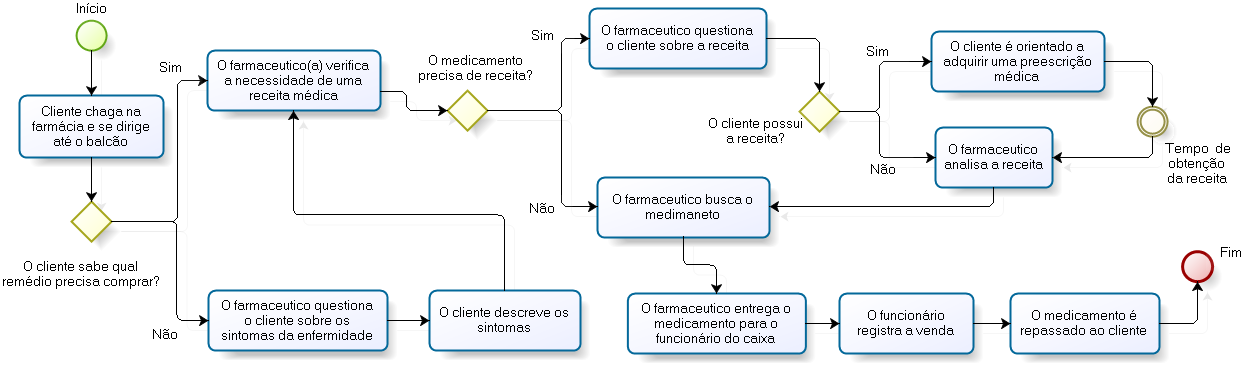 Início
Cliente chaga na
farmácia e se dirige
até o balcão
O cliente sabe qual
remédio precisa comprar?
Sim
Não
O farmaceutico(a) verifica
a necessidade de uma
receita médica
O farmaceutico questiona
o cliente sobre os
sintomas da enfermidade
O cliente descreve os
sintomas
O medicamento
precisa de receita?
Sim
Não
O farmaceutico questiona
o cliente sobre a receita
O cliente possui
a receita?
Sim
Não
O cliente é orientado a
adquirir uma preescrição
médica
Tempo de
obtenção
da receita
O farmaceutico
analisa a receita
O farmaceutico busca o
medimaneto
O farmaceutico entrega o
medicamento para o
funcionário do caixa
O funcionário
registra a venda
O medicamento é
repassado ao cliente
Fim